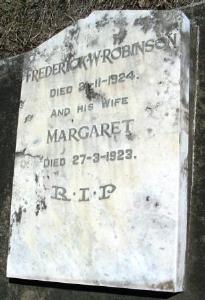 FREDERICK·W·ROBINSON
DIED 2-11-1924.
AND HIS WIFE
MARGARET
DIED 27-3-1923.
R·I·P